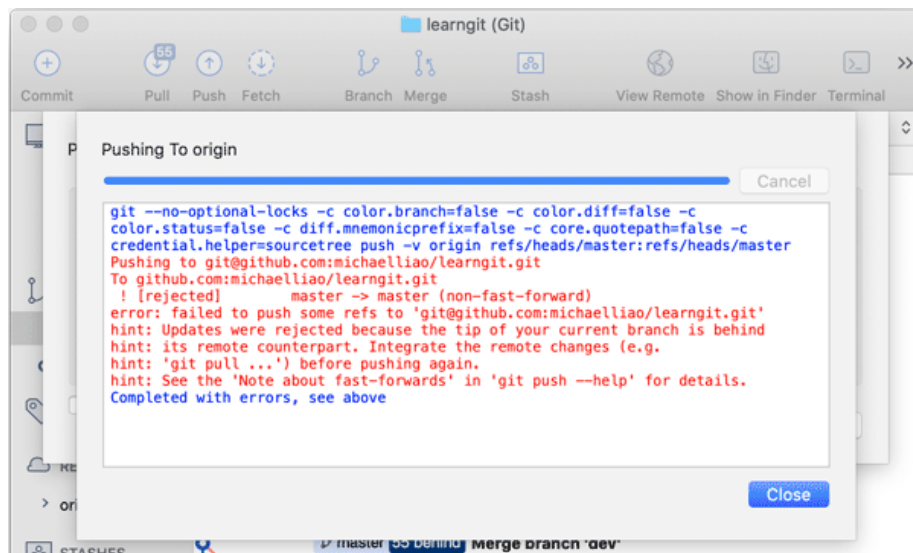 learngit (Git)
55
Commit Pull Push Fetch Branch Merge Stash View Remote Show in Finder Terminal
P
Pushing To origin
Cancel
git --no-optional-locks -c color.branch=false -c color.diff=false -c
color.status=false -c diff.mnemonicprefix=false -c core.quotepath=false -c
credential.helper=sourcetree push -v origin refs/heads/master:refs/heads/master
Pushing to git@github.com:michaelliao/learngit.git
To github.com:michaelliao/learngit.git
! [rejected] master -> master (non-fast-forward)
error: failed to push some refs to 'git@github.com:michaelliao/learngit.git'
hint: Updates were rejected because the tip of your current branch is behind
hint: its remote counterpart. Integrate the remote changes (e.g.
hint: 'git pull ...') before pushing again.
hint: See the 'Note about fast-forwards' in 'git push --help' for details.
Completed with errors, see above
RE
Close
ori
STASHES
master 55 behind Merge branch 'dev'